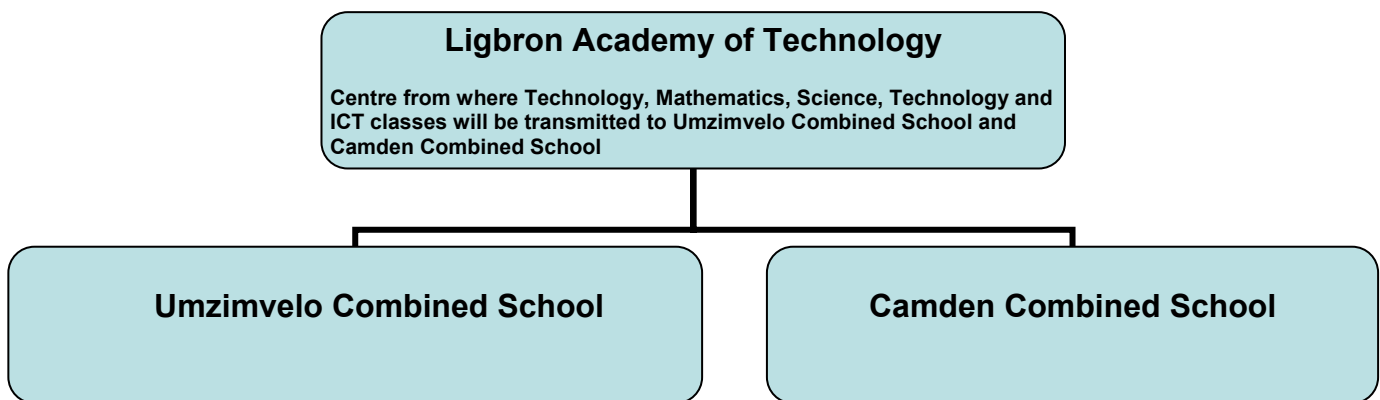 Ligbron Academy of Technology
Centre from where Technology, Mathematics, Science, Technology and
ICT classes will be transmitted to Umzimvelo Combined School and
Camden Combined School
Umzimvelo Combined School
Camden Combined School